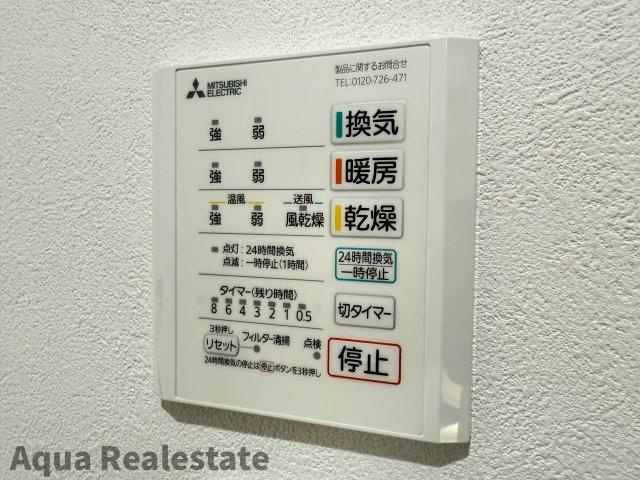 MITSUBISHI
ELECTRIC
製品に関するお問合せ
TEL:0120-726-471
強 弱 換気
強 弱 暖房
温風 送風
強 弱 風乾燥 乾燥
点灯:24時間換気
点滅:一時停止(1時間)
24時間換気
一時停止
タイマー(残り時間)
8 6 4 3 2 1 0.5
切タイマー
3秒押し
リセット フィルター清掃 点検
停止
24時間換気の停止は停止ボタンを3秒押し
Aqua Realestate